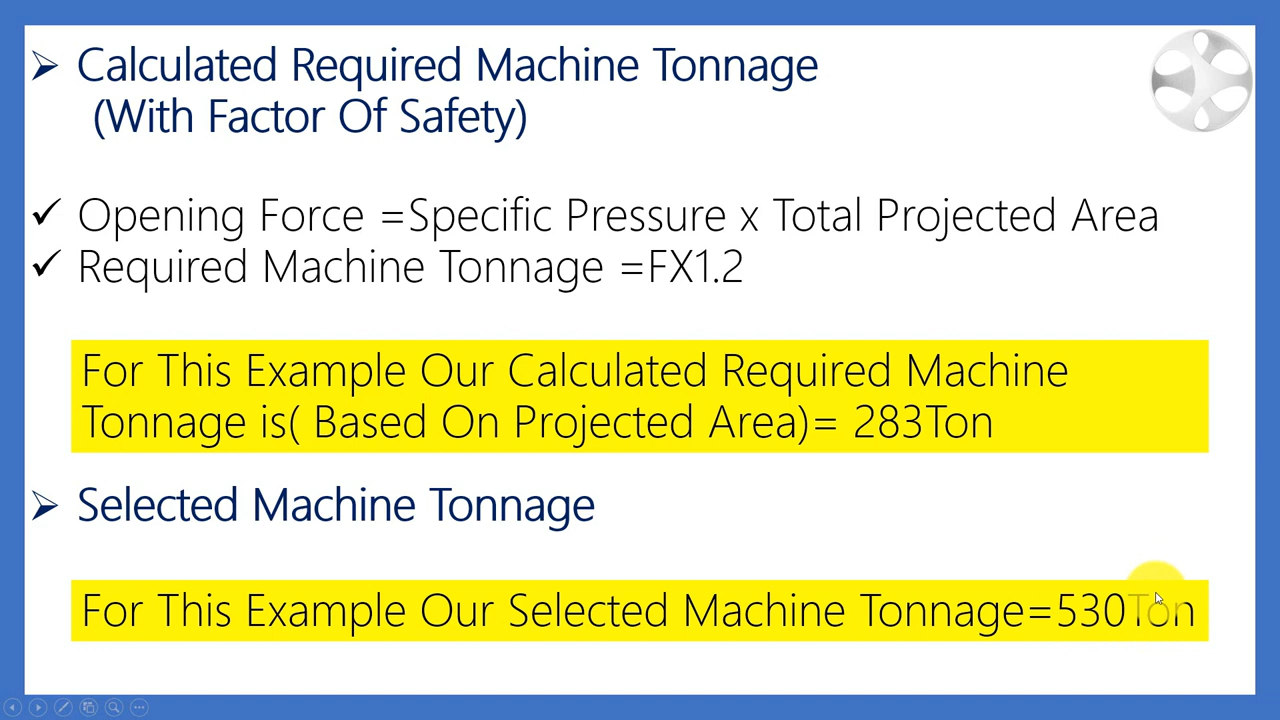 Calculated Required Machine Tonnage
(With Factor Of Safety)
Opening Force =Specific Pressure x Total Projected Area
Required Machine Tonnage =FX1.2
For This Example Our Calculated Required Machine
Tonnage is( Based On Projected Area)= 283Ton
Selected Machine Tonnage
For This Example Our Selected Machine Tonnage=530Ton